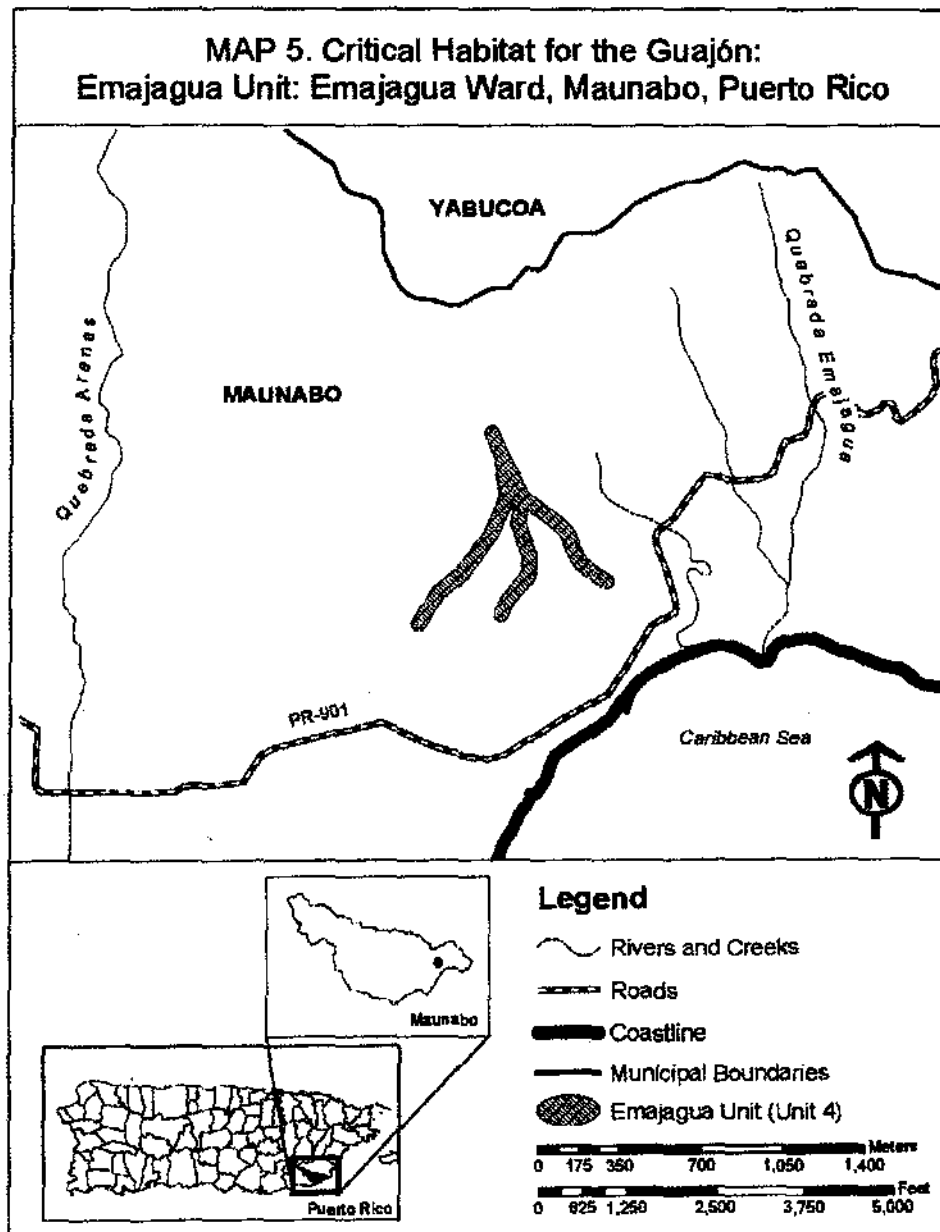 MAP 5. Critical Habitat for the Guajón:
Emajagua Unit: Emajagua Ward, Maunabo, Puerto Rico
YABUCOA
Quebrada Emajagua
Quebrada Arenas
MAUNABO
PR-901
Caribbean Sea
N
Maunabo
Puerto Rico
Legend
Rivers and Creeks
Roads
Coastline
Municipal Boundaries
Emajagua Unit (Unit 4)
Meters
0 175 350 700 1,050 1,400
Feet
0 625 1,250 2,500 3,750 5,000